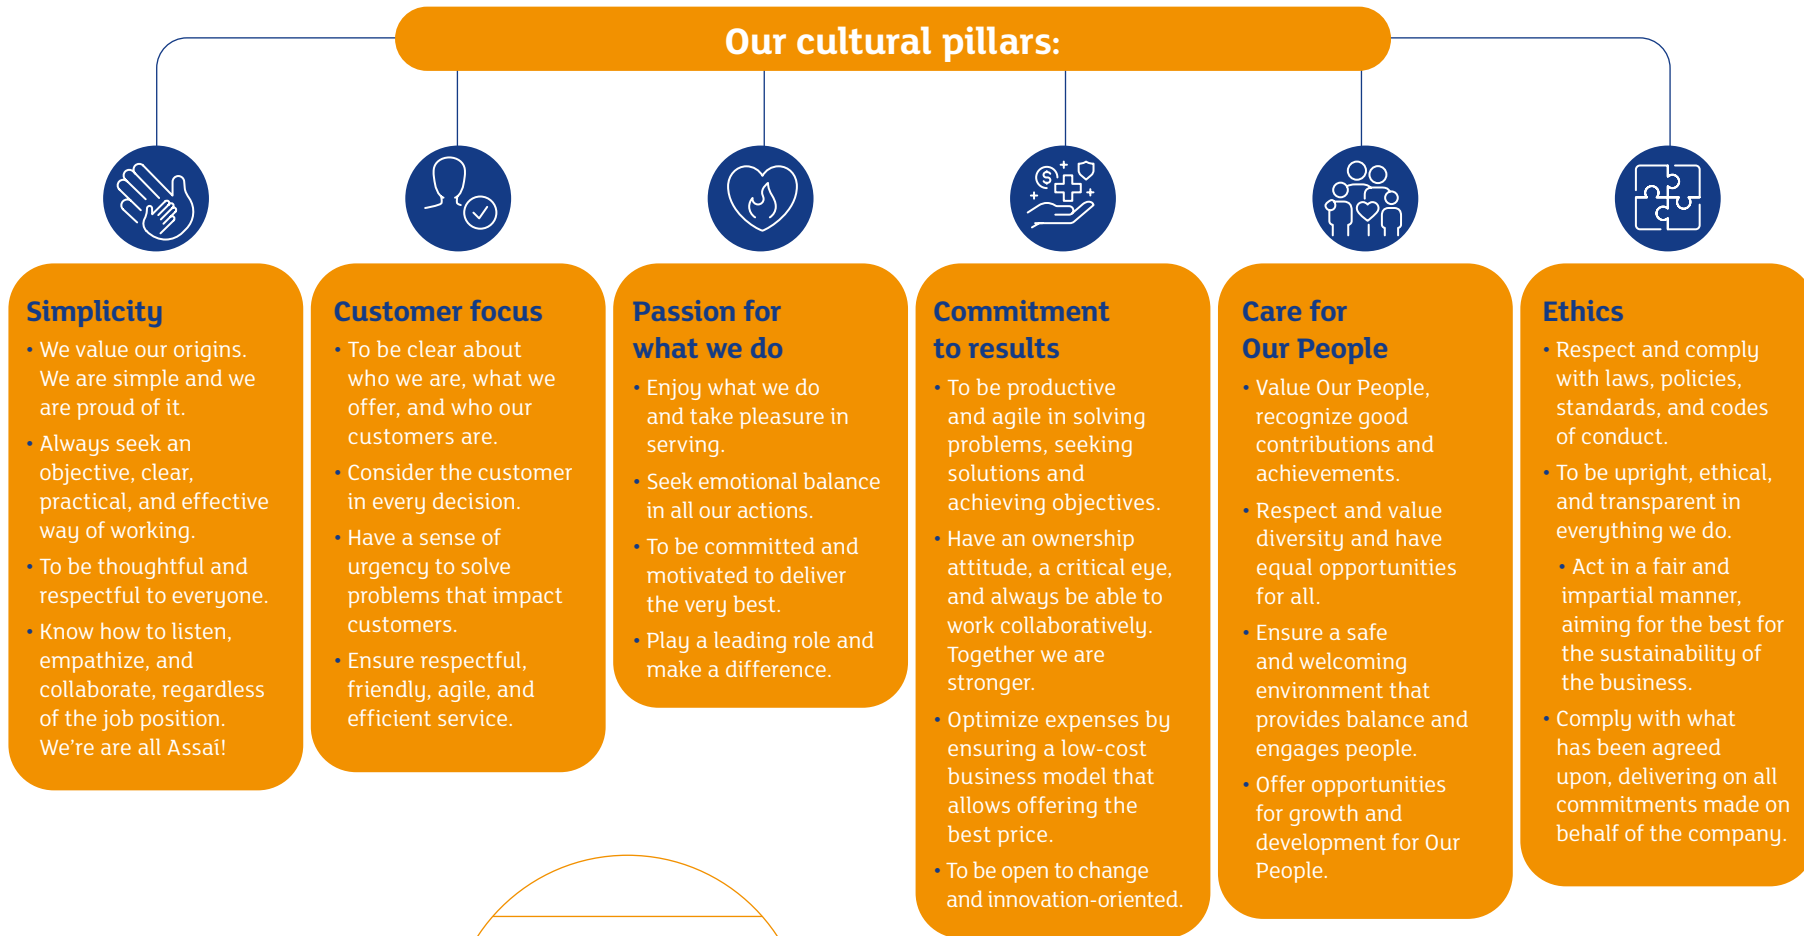 Our cultural pillars:
Simplicity
• We value our origins.
We are simple and we
are proud of it.
• Always seek an
objective, clear,
practical, and effective
way of working.
• To be thoughtful and
respectful to everyone.
• Know how to listen,
empathize, and
collaborate, regardless
of the job position.
We're are all Assaí!
Customer focus
• To be clear about
who we are, what we
offer, and who our
customers are.
• Consider the customer
in every decision.
• Have a sense of
urgency to solve
problems that impact
customers.
• Ensure respectful,
friendly, agile, and
efficient service.
Passion for
what we do
• Enjoy what we do
and take pleasure in
serving.
• Seek emotional balance
in all our actions.
• To be committed and
motivated to deliver
the very best.
• Play a leading role and
make a difference.
Commitment
to results
• To be productive
and agile in solving
problems, seeking
solutions and
achieving objectives.
• Have an ownership
attitude, a critical eye,
and always be able to
work collaboratively.
Together we are
stronger.
• Optimize expenses by
ensuring a low-cost
business model that
allows offering the
best price.
• To be open to change
and innovation-oriented.
Care for
Our People
• Value Our People,
recognize good
contributions and
achievements.
• Respect and value
diversity and have
equal opportunities
for all.
• Ensure a safe
and welcoming
environment that
provides balance and
engages people.
• Offer opportunities
for growth and
development for Our
People.
Ethics
• Respect and comply
with laws, policies,
standards, and codes
of conduct.
• To be upright, ethical,
and transparent in
everything we do.
• Act in a fair and
impartial manner,
aiming for the best for
the sustainability of
the business.
• Comply with what
has been agreed
upon, delivering on all
commitments made on
behalf of the company.